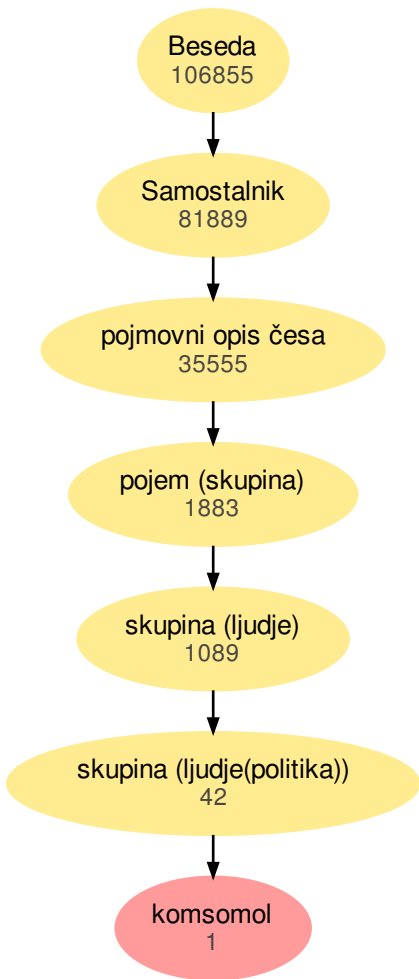 Beseda
106855
Samostalnik
81889
pojmovni opis česa
35555
pojem (skupina)
1883
skupina (ljudje)
1089
skupina (ljudje(politika))
42
komsomol
1